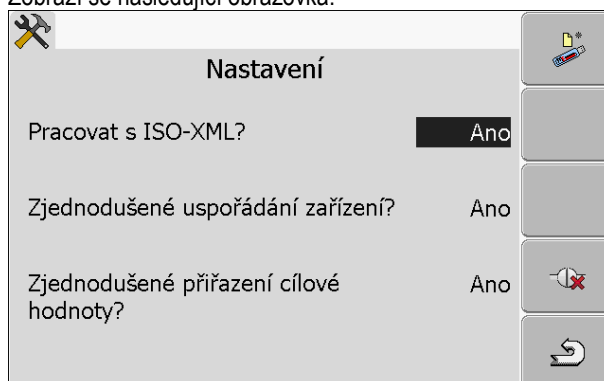 Zobrazí se následující obrazovka:
Nastavení
Pracovat s ISO-XML? Ano
Zjednodušené uspořádání zařízení? Ano
Zjednodušené přiřazení cílové Ano
hodnoty?